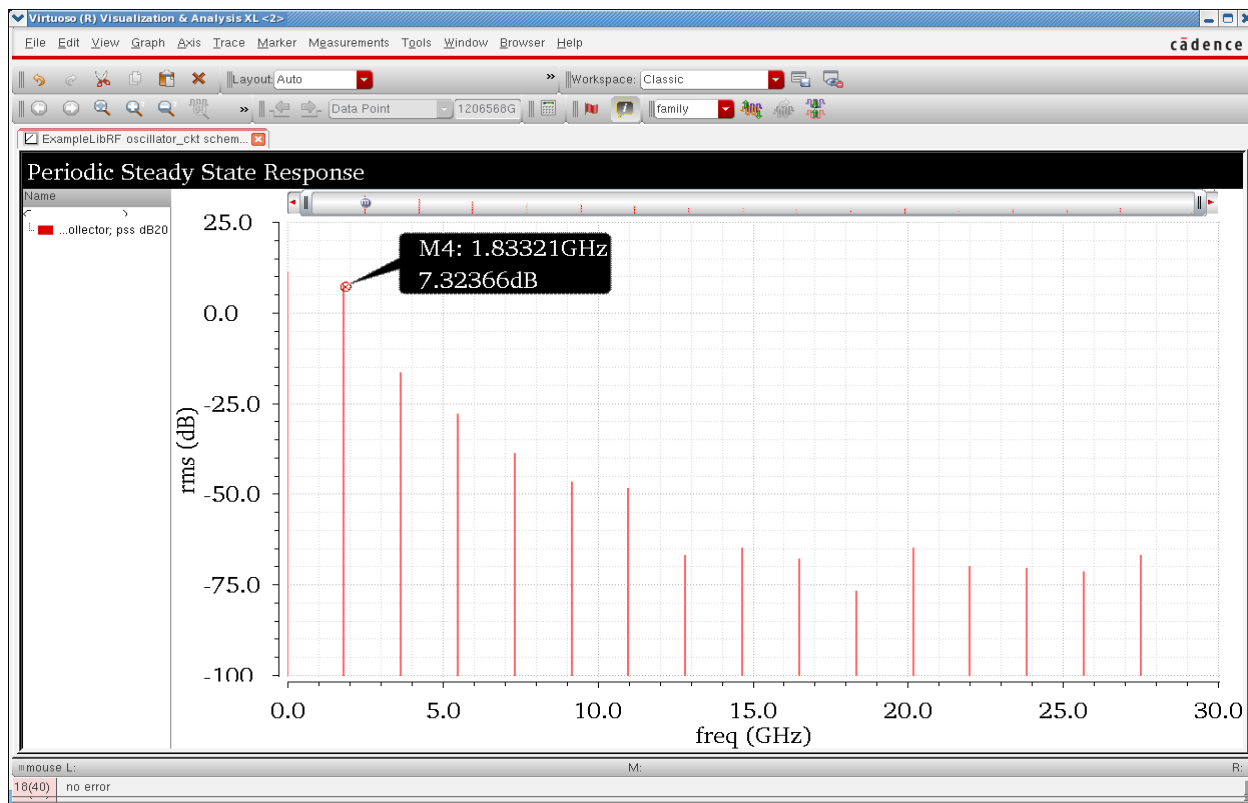 Virtuoso (R) Visualization & Analysis XL <2>
File Edit View Graph Axis Trace Marker Measurements Tools Window Browser Help
cādence
Layout: Auto » Workspace: Classic
» Data Point 1206568G family
ExampleLibRF oscillator_ckt schem...
Periodic Steady State Response
Name
...ollector; pss dB20
M4: 1.83321GHz
7.32366dB
25.0
0.0
-25.0
-50.0
-75.0
-100
rms (dB)
0.0 5.0 10.0 15.0 20.0 25.0 30.0
freq (GHz)
mouse L: M: R:
18(40) no error